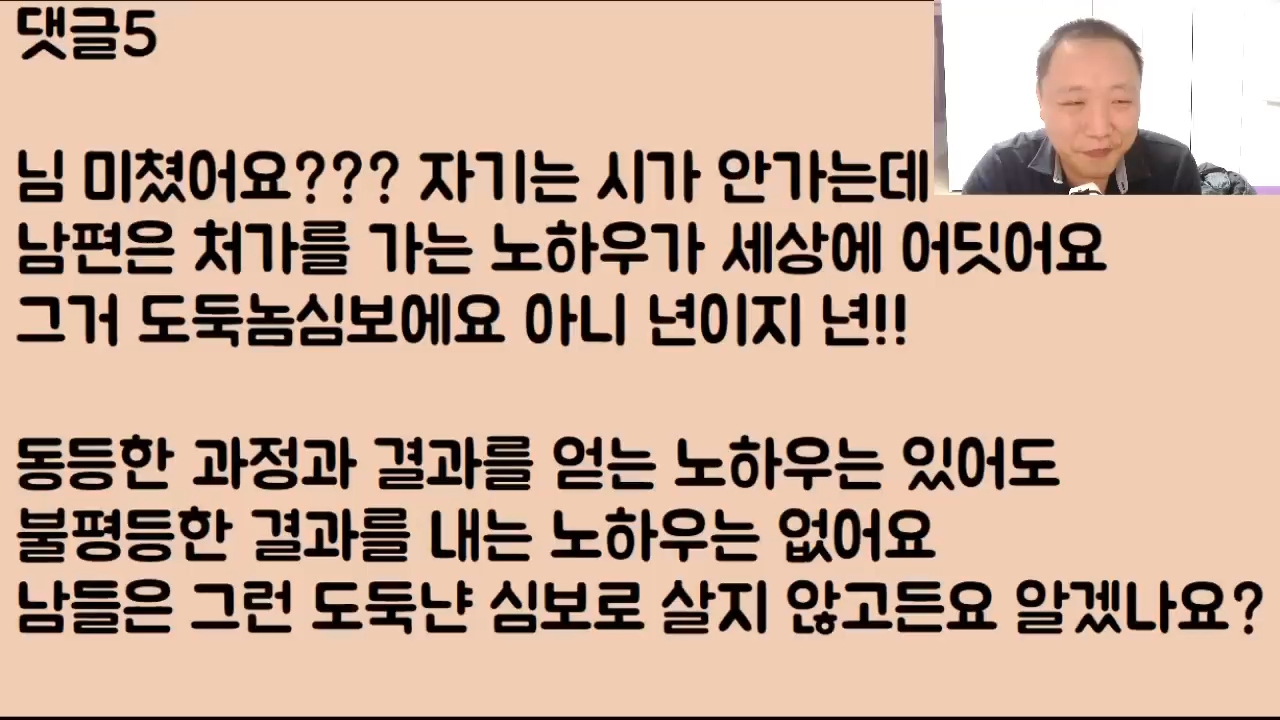 댓글5
님 미쳤어요??? 자기는 시가 안가는데
남편은 처가를 가는 노하우가 세상에 어딧어요
그거 도둑놈심보에요 아니 년이지 년!!
동등한 과정과 결과를 얻는 노하우는 있어도
불평등한 결과를 내는 노하우는 없어요
남들은 그런 도둑냔 심보로 살지 않고든요 알겠나요?